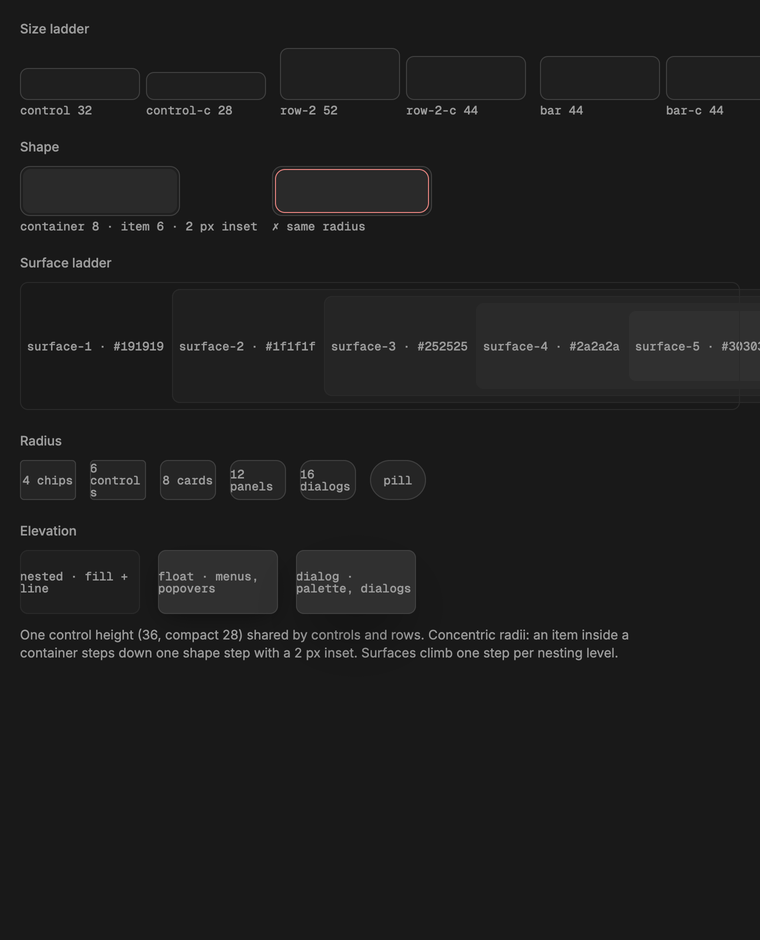 Size ladder
control 32
control-c 28
row-2 52
row-2-c 44
bar 44
bar-c 44
Shape
container 8 · item 6 · 2 px inset
✗ same radius
Surface ladder
surface-1 · #191919
surface-2 · #1f1f1f
surface-3 · #252525
surface-4 · #2a2a2a
surface-5 ·
Radius
4 chips
6
control
s
8 cards
12
panels
16
dialogs
pill
Elevation
nested · fill +
line
float · menus,
popovers
dialog ·
palette, dialogs
One control height (36, compact 28) shared by controls and rows. Concentric radii: an item inside a
container steps down one shape step with a 2 px inset. Surfaces climb one step per nesting level.